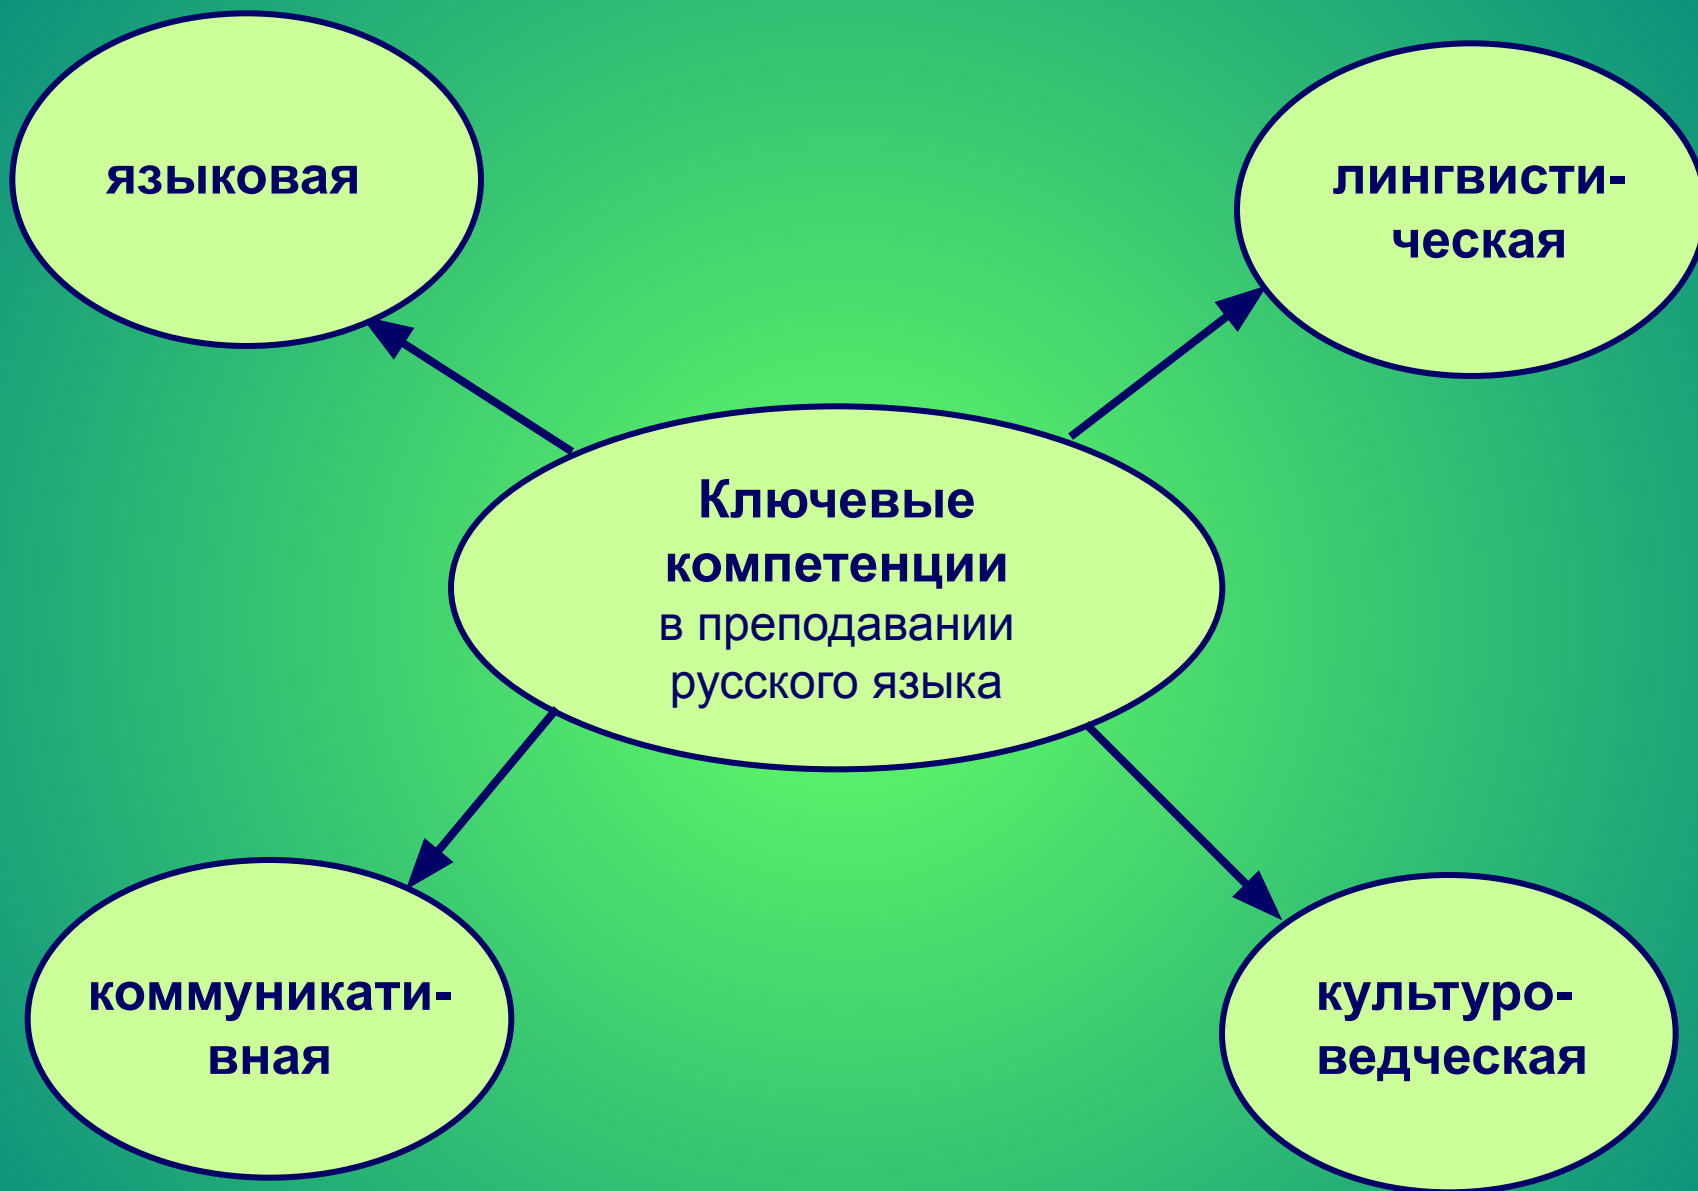 языковая
лингвисти-
ческая
Ключевые
компетенции
в преподавании
русского языка
коммуникати-
вная
культуро-
ведческая